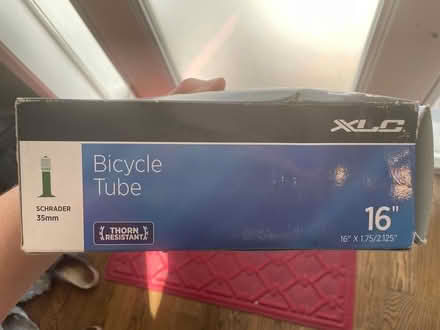 XLC
Bicycle
Tube
SCHRADER
35mm
THORN
RESISTANT
16"
16" X 1.75/2.125"